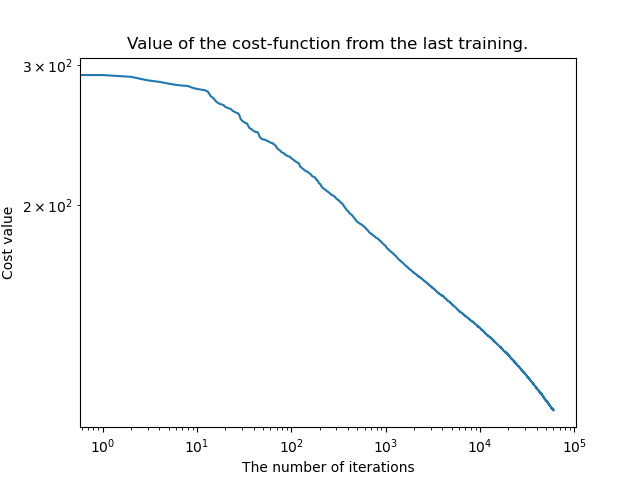 Value of the cost-function from the last training.
3 × 10²
2 × 10²
Cost value
10⁰ 10¹ 10² 10³ 10⁴ 10⁵
The number of iterations